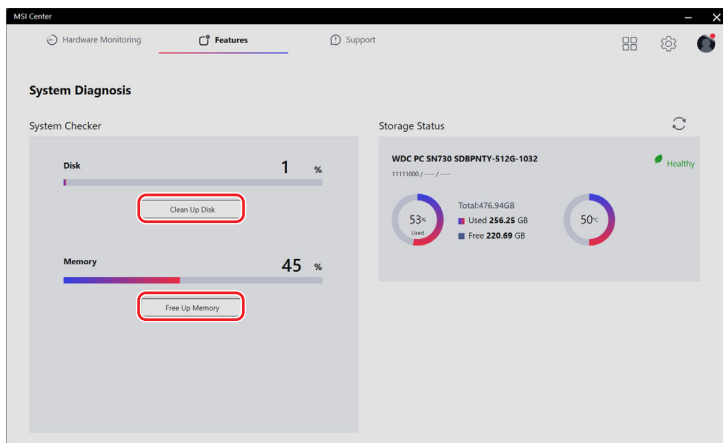 MSI Center
Hardware Monitoring
Features
Support
System Diagnosis
System Checker
Disk
1 %
Clean Up Disk
Memory
45 %
Free Up Memory
Storage Status
WDC PC SN730 SDBPNTY-512G-1032
Healthy
11111000 / ---- / ----
53%
Used
Total:476.94GB
Used 256.25 GB
Free 220.69 GB
50°C